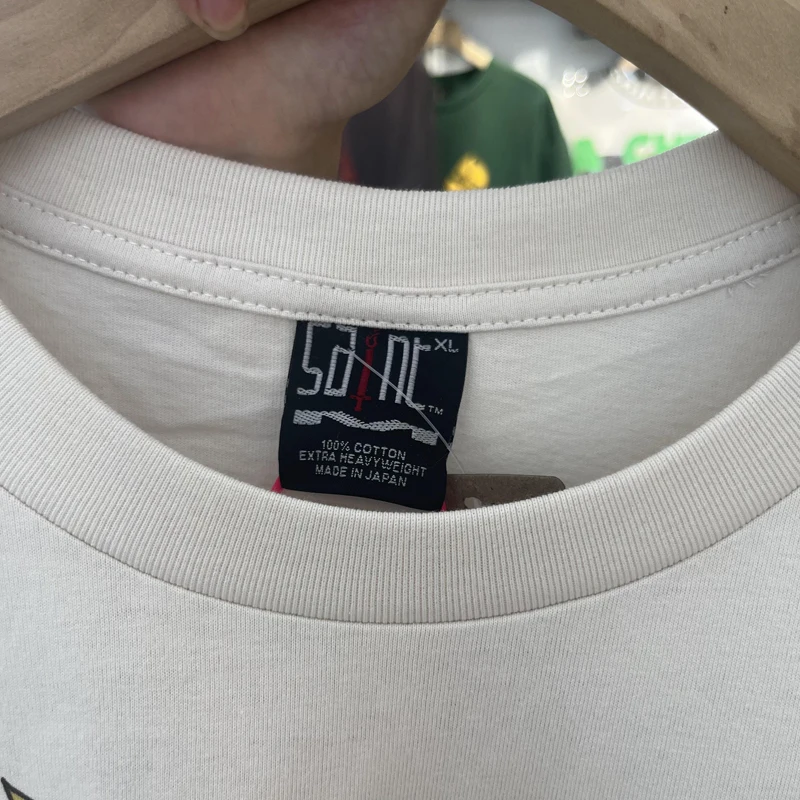 Saint XL
™
100% COTTON
EXTRA HEAVYWEIGHT
MADE IN JAPAN